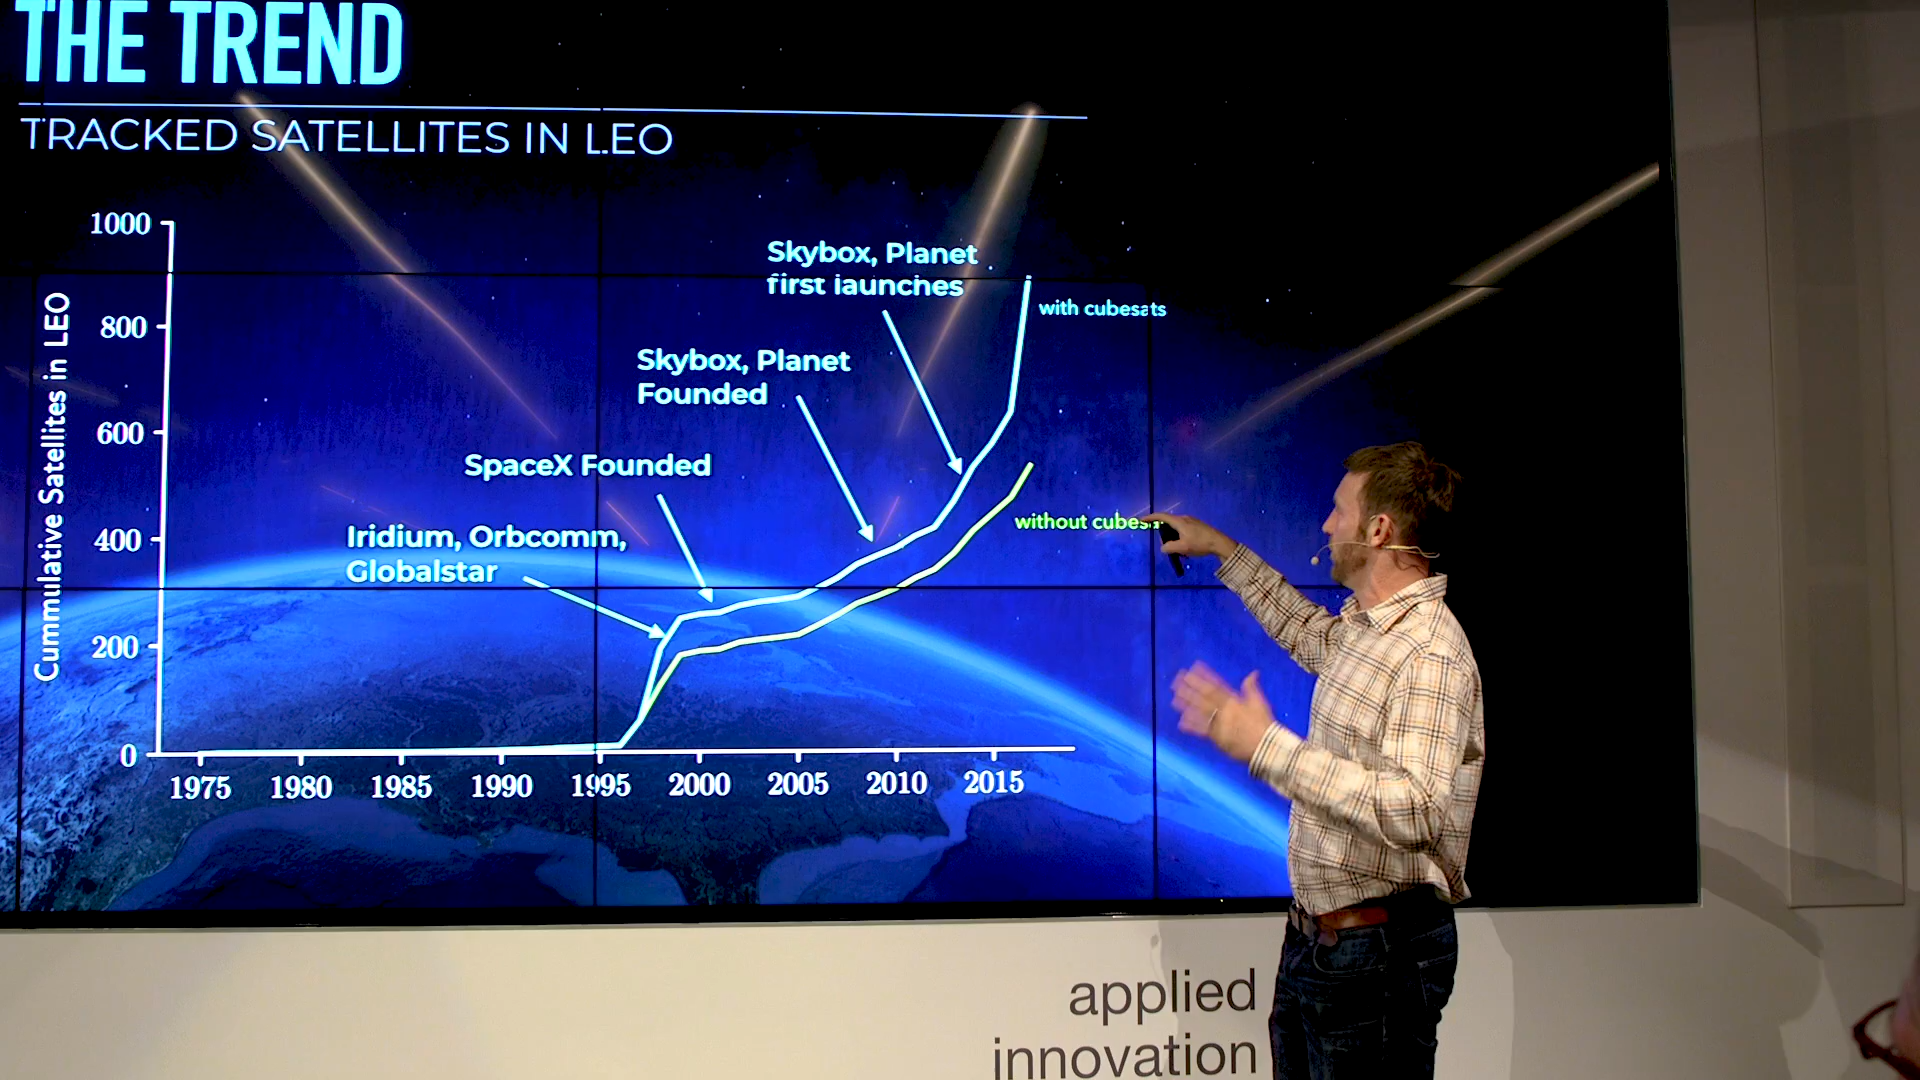 THE TREND
TRACKED SATELLITES IN LEO
Cummulative Satellites in LEO
1000
800
600
400
200
0
1975 1980 1985 1990 1995 2000 2005 2010 2015
Skybox, Planet
first launches
with cubesats
Skybox, Planet
Founded
SpaceX Founded
Iridium, Orbcomm,
Globalstar
without
applied
innovation